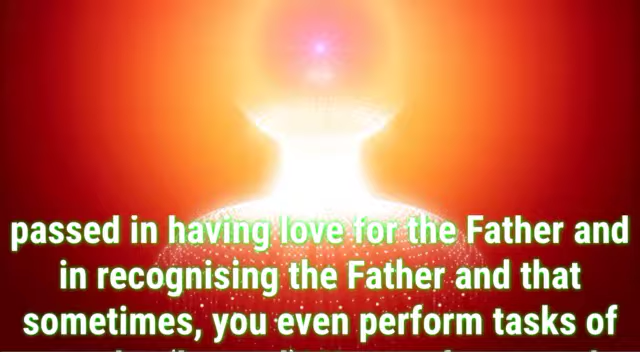 passed in having love for the Father and
in recognising the Father and that
sometimes, you even perform tasks of